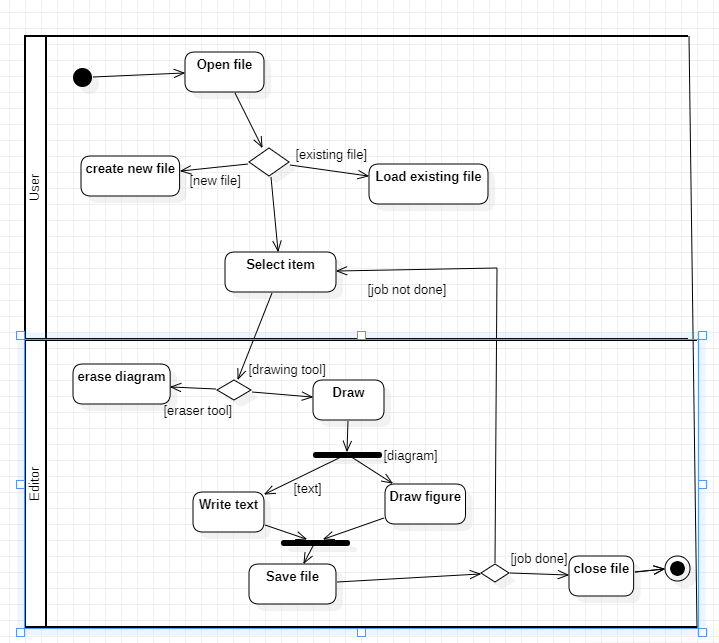 User
Open file
[existing file]
create new file
[new file]
Load existing file
Select item
[job not done]
Editor
erase diagram
[drawing tool]
[eraser tool]
Draw
[diagram]
[text]
Write text
Draw figure
Save file
[job done]
close file